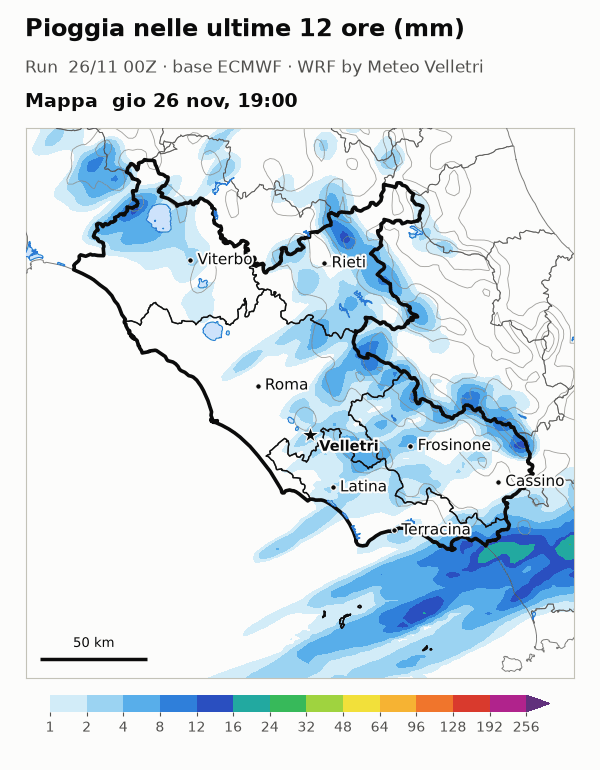 Pioggia nelle ultime 12 ore (mm)
Run 26/11 00Z · base ECMWF · WRF by Meteo Velletri
Mappa gio 26 nov, 19:00
Viterbo
Rieti
Roma
Velletri
Frosinone
Latina
Cassino
Terracina
50 km
1 2 4 8 12 16 24 32 48 64 96 128 192 256